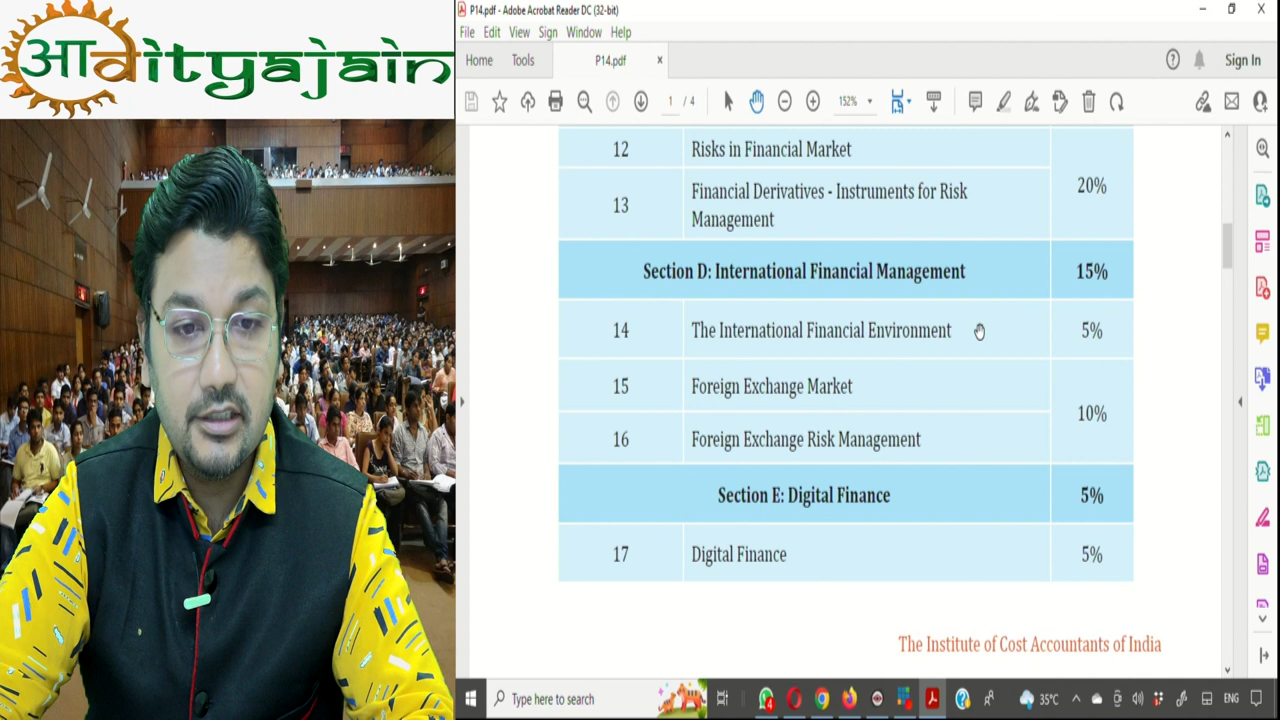 आdityajain
P14.pdf - Adobe Acrobat Reader DC (32-bit)
File Edit View Sign Window Help
Home Tools P14.pdf × Sign In
1 / 4 152%
12 Risks in Financial Market
20%
13 Financial Derivatives - Instruments for Risk
Management
Section D: International Financial Management 15%
14 The International Financial Environment 5%
15 Foreign Exchange Market
10%
16 Foreign Exchange Risk Management
Section E: Digital Finance 5%
17 Digital Finance 5%
The Institute of Cost Accountants of India
Type here to search 4 35°C ENG